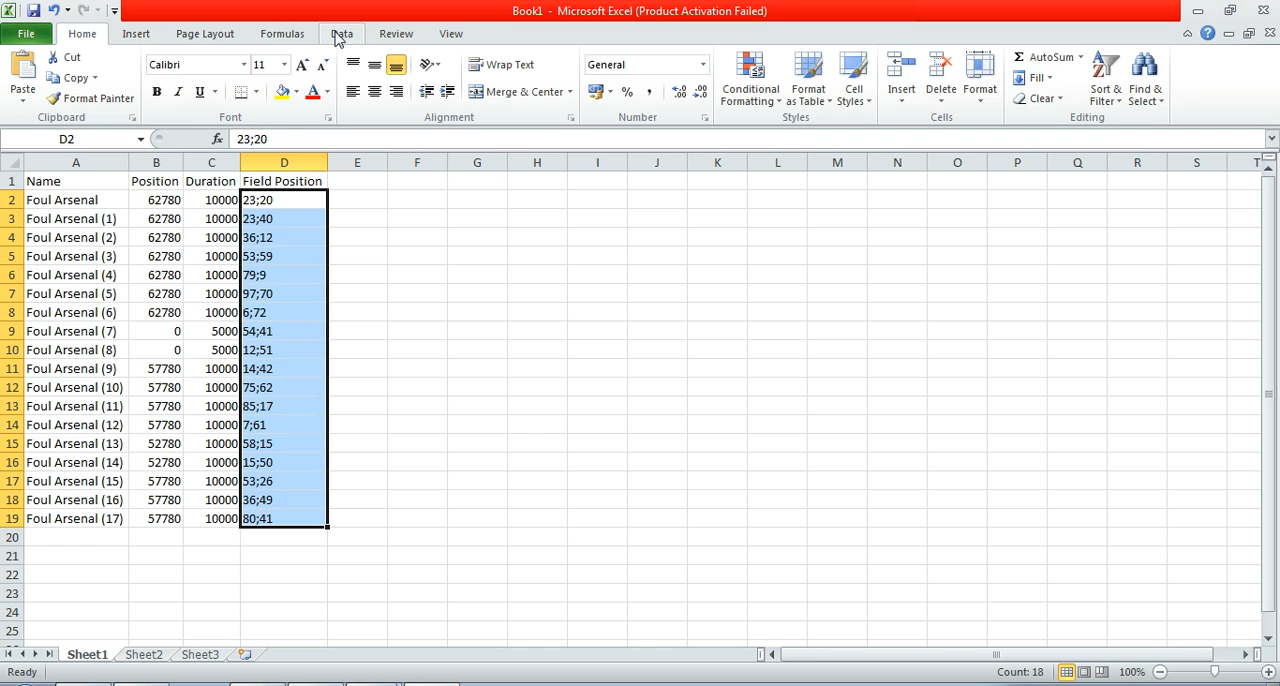 Book1 - Microsoft Excel (Product Activation Failed)
File Home Insert Page Layout Formulas Data Review View
Paste Cut Copy Format Painter Clipboard
Calibri 11 B I U A Font
Wrap Text Merge & Center Alignment
General % , Number
Conditional Formatting Format as Table Cell Styles Styles
Insert Delete Format Cells
Σ AutoSum Fill Clear Sort & Filter Find & Select Editing
D2 fx 23;20
A B C D E F G H I J K L M N O P Q R S T
1 Name Position Duration Field Position
2 Foul Arsenal 62780 10000 23;20
3 Foul Arsenal (1) 62780 10000 23;40
4 Foul Arsenal (2) 62780 10000 36;12
5 Foul Arsenal (3) 62780 10000 53;59
6 Foul Arsenal (4) 62780 10000 79;9
7 Foul Arsenal (5) 62780 10000 97;70
8 Foul Arsenal (6) 62780 10000 6;72
9 Foul Arsenal (7) 0 5000 54;41
10 Foul Arsenal (8) 0 5000 12;51
11 Foul Arsenal (9) 57780 10000 14;42
12 Foul Arsenal (10) 57780 10000 75;62
13 Foul Arsenal (11) 57780 10000 85;17
14 Foul Arsenal (12) 57780 10000 7;61
15 Foul Arsenal (13) 52780 10000 58;15
16 Foul Arsenal (14) 52780 10000 15;50
17 Foul Arsenal (15) 57780 10000 53;26
18 Foul Arsenal (16) 57780 10000 36;49
19 Foul Arsenal (17) 57780 10000 80;41
20
21
22
23
24
25
Sheet1 Sheet2 Sheet3
Ready Count: 18 100%